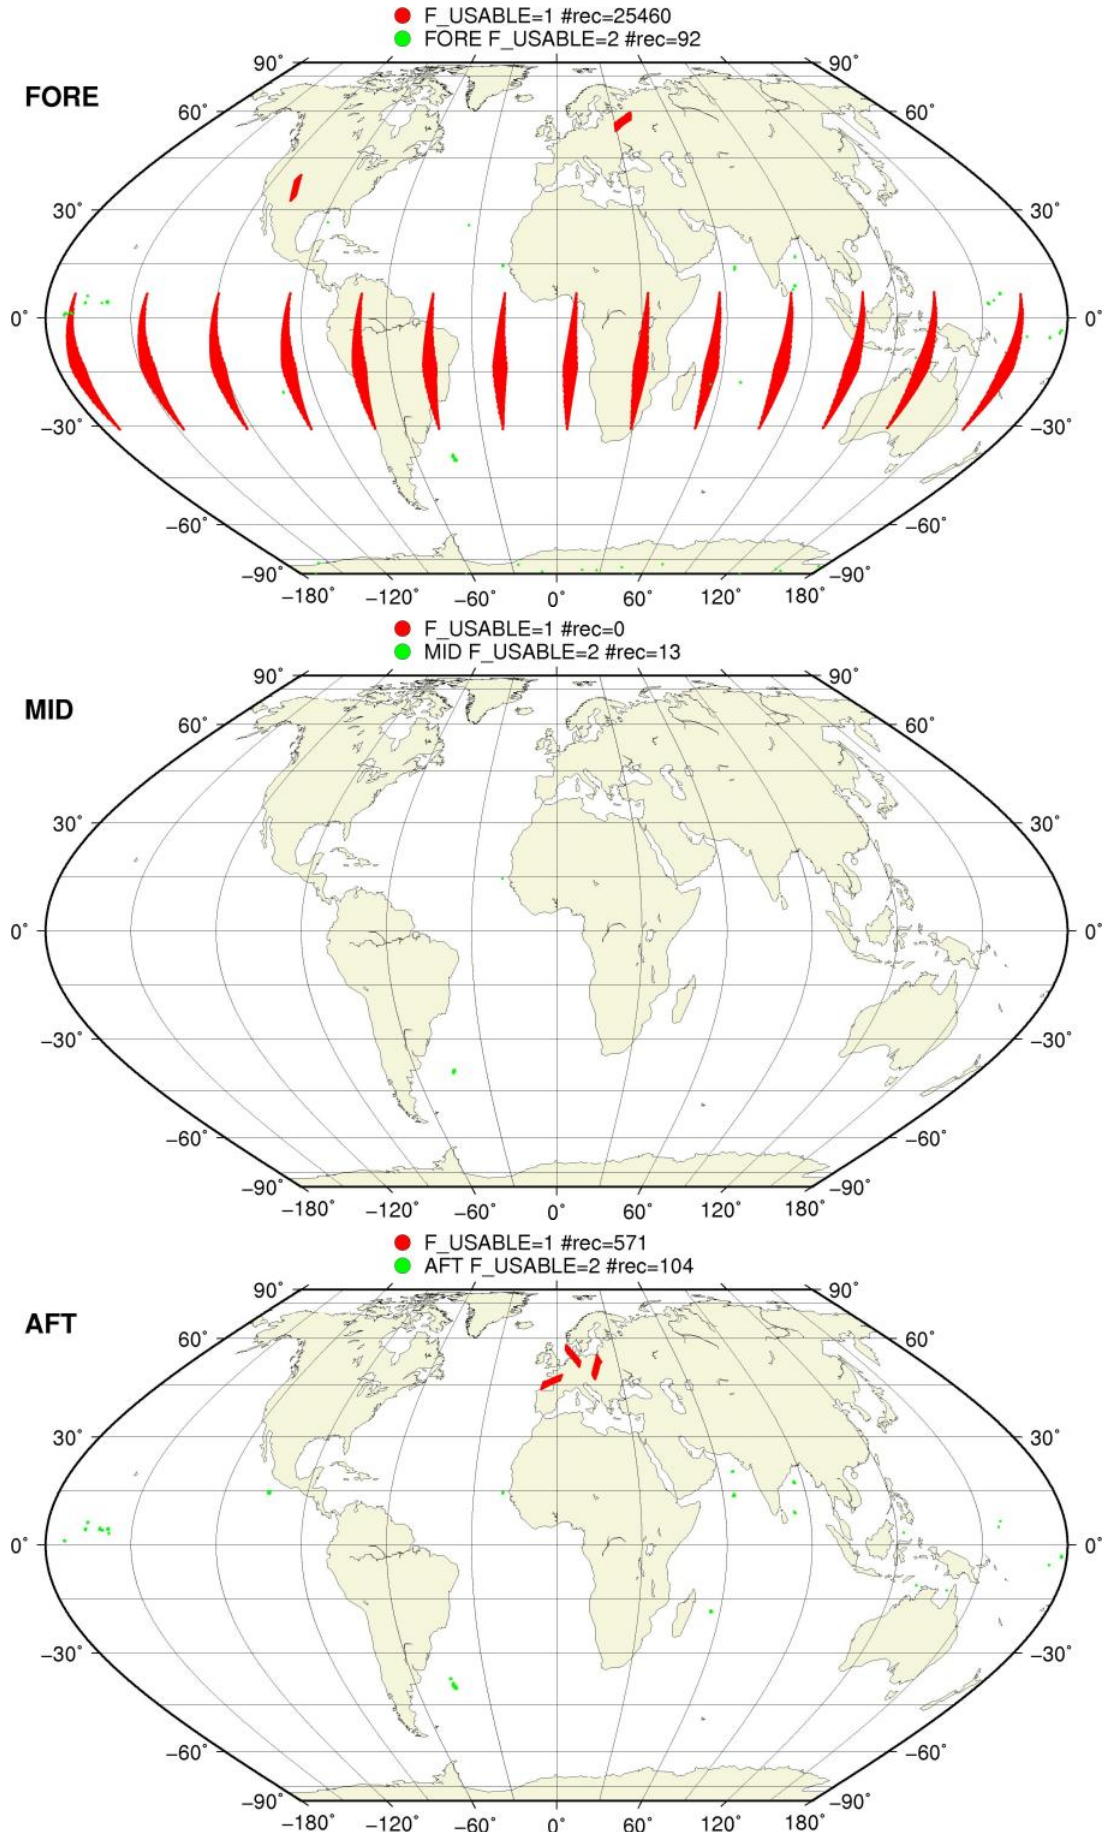 F_USABLE=1 #rec=25460
FORE F_USABLE=2 #rec=92
FORE
90° 90°
60° 60°
30° 30°
0° 0°
−30° −30°
−60° −60°
−90° −90°
−180° −120° −60° 0° 60° 120° 180°
F_USABLE=1 #rec=0
MID F_USABLE=2 #rec=13
MID
90° 90°
60° 60°
30° 30°
0° 0°
−30° −30°
−60° −60°
−90° −90°
−180° −120° −60° 0° 60° 120° 180°
F_USABLE=1 #rec=571
AFT F_USABLE=2 #rec=104
AFT
90° 90°
60° 60°
30° 30°
0° 0°
−30° −30°
−60° −60°
−90° −90°
−180° −120° −60° 0° 60° 120° 180°